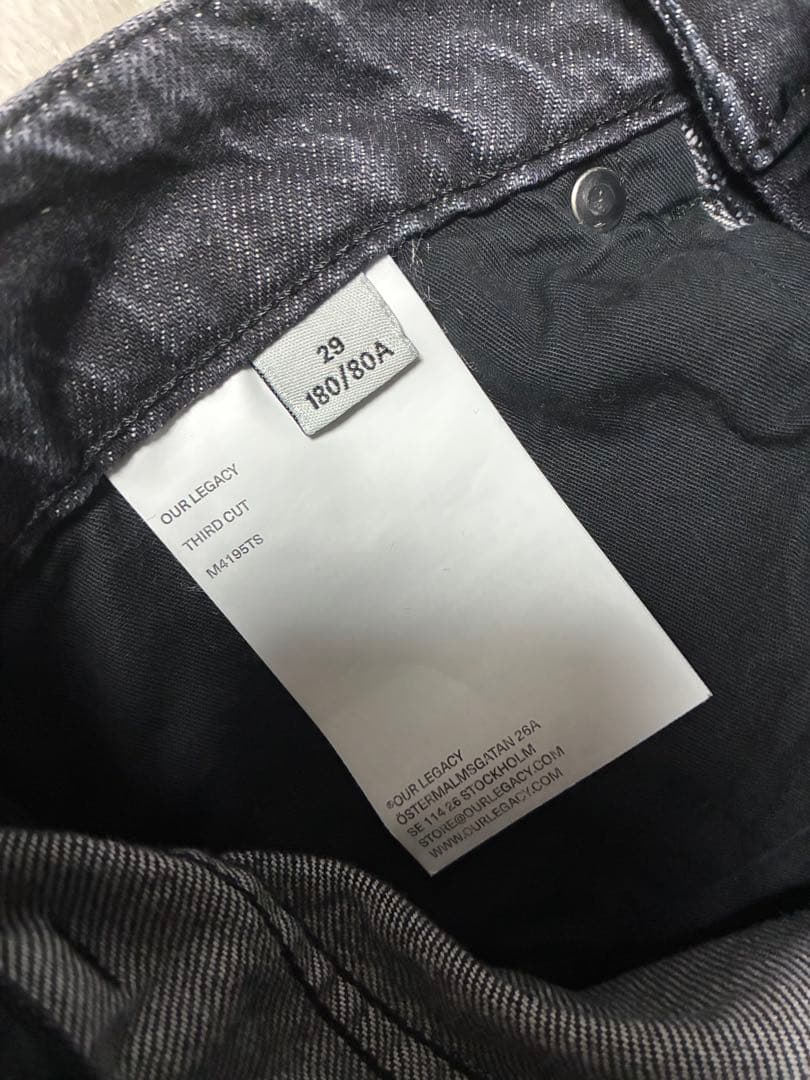 29
180/80A
OUR LEGACY
THIRD CUT
M4195TS
©OUR LEGACY
ÖSTERMALMSGATAN 26A
SE 114 26 STOCKHOLM
STORE@OURLEGACY.COM
WWW.OURLEGACY.COM